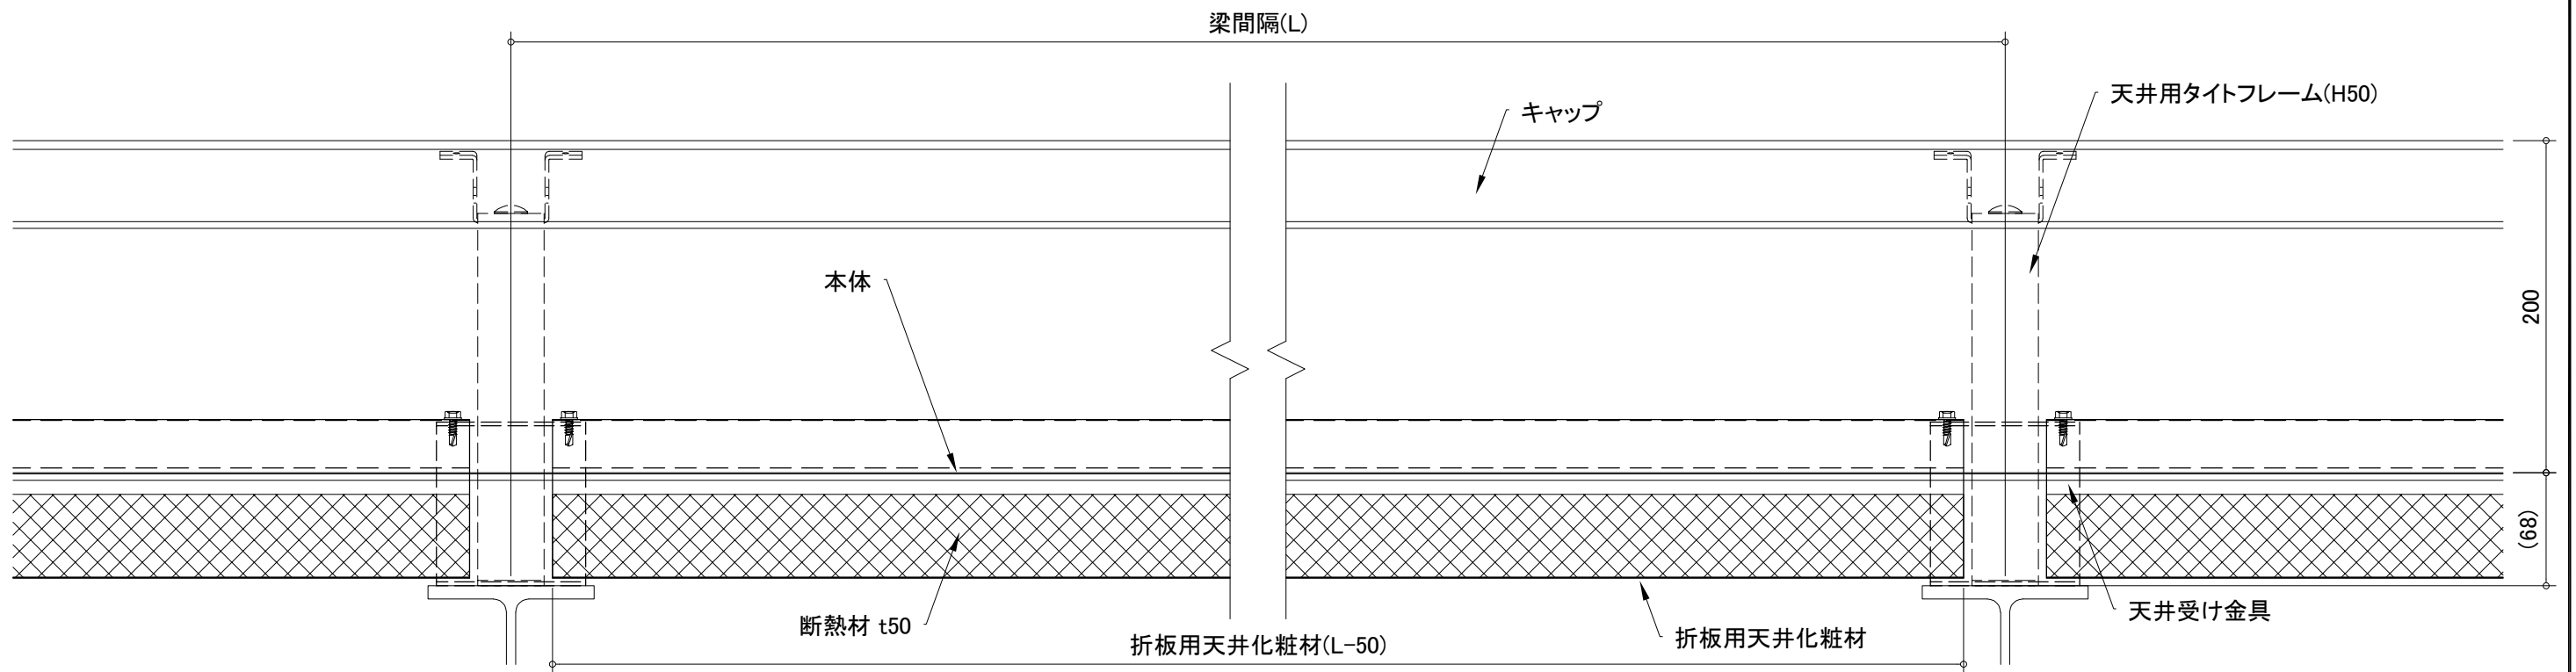 梁間隔(L)
天井用タイトフレーム(H50)
キャップ
本体
200
(68)
断熱材 t50
折板用天井化粧材(L-50)
折板用天井化粧材
天井受け金具